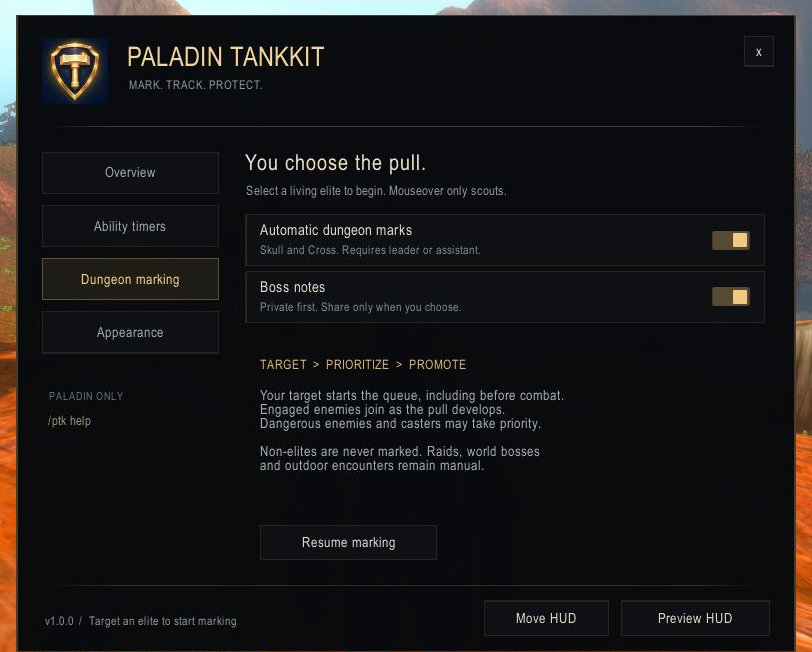 PALADIN TANKKIT
MARK. TRACK. PROTECT.
x
Overview
Ability timers
Dungeon marking
Appearance
PALADIN ONLY
/ptk help
You choose the pull.
Select a living elite to begin. Mouseover only scouts.
Automatic dungeon marks
Skull and Cross. Requires leader or assistant.
Boss notes
Private first. Share only when you choose.
TARGET > PRIORITIZE > PROMOTE
Your target starts the queue, including before combat.
Engaged enemies join as the pull develops.
Dangerous enemies and casters may take priority.
Non-elites are never marked. Raids, world bosses
and outdoor encounters remain manual.
Resume marking
v1.0.0 / Target an elite to start marking
Move HUD
Preview HUD